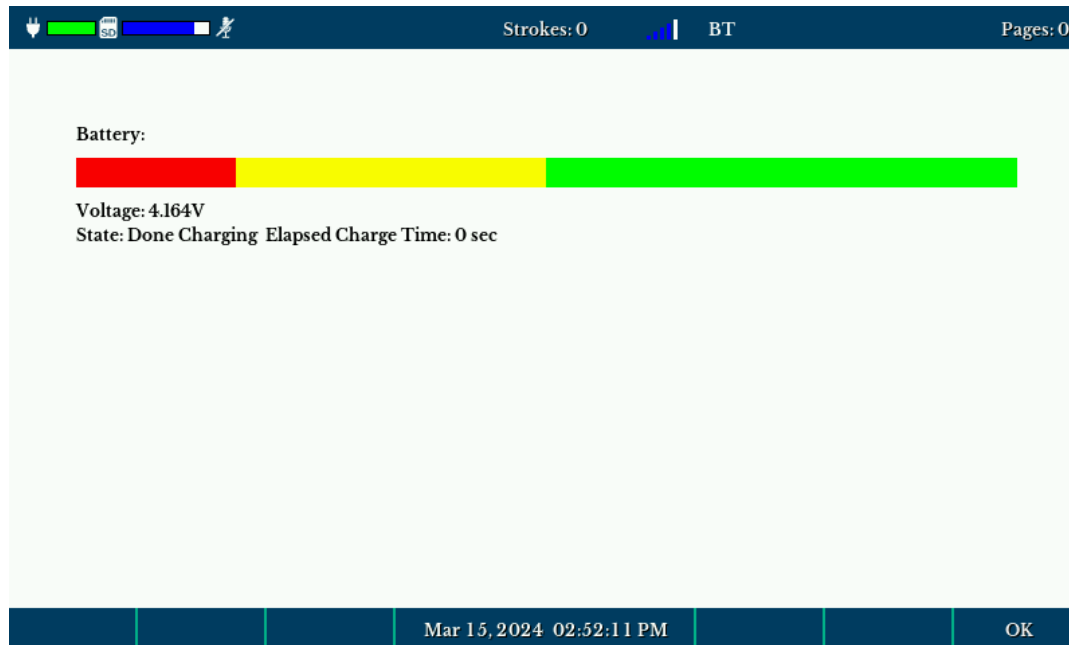 SD Strokes: 0 BT Pages: 0
Battery:
Voltage: 4.164V
State: Done Charging Elapsed Charge Time: 0 sec
Mar 15, 2024 02:52:11 PM OK